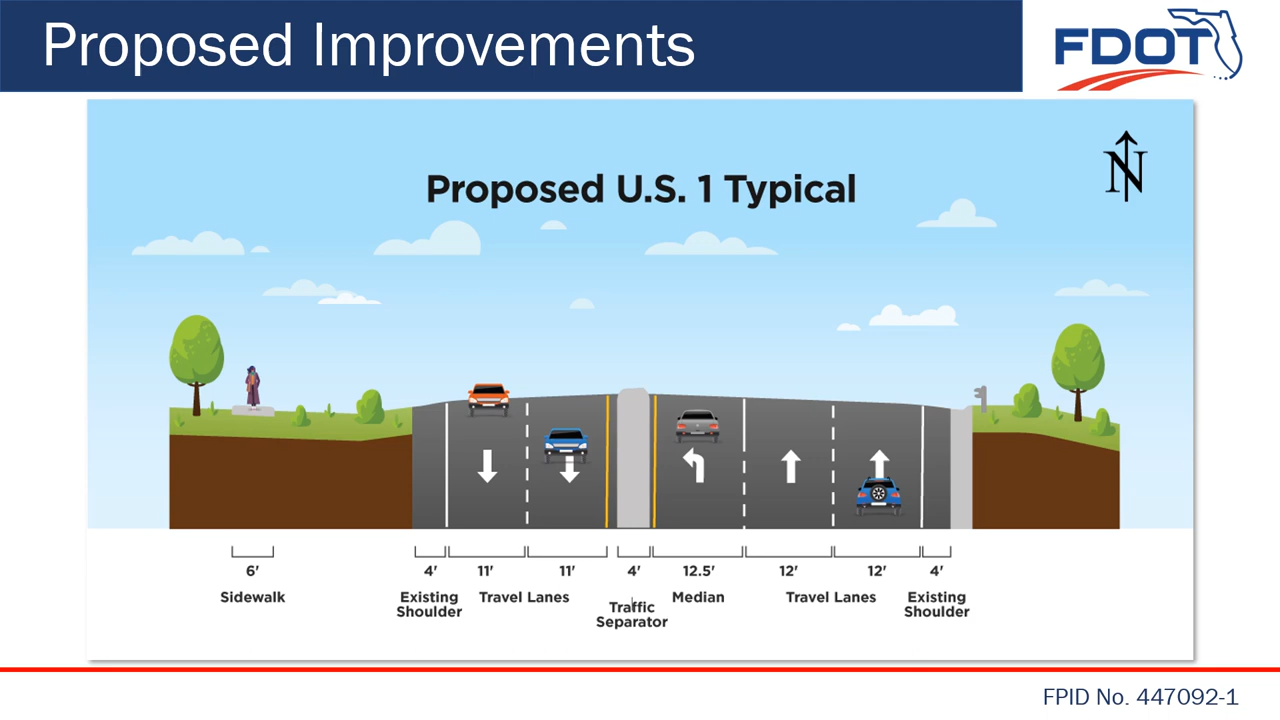 Proposed Improvements
FDOT
N
Proposed U.S. 1 Typical
6' 4' 11' 11' 4' 12.5' 12' 12' 4'
Sidewalk
Existing
Shoulder
Travel Lanes
Traffic
Separator
Median
Travel Lanes
Existing
Shoulder
FPID No. 447092-1